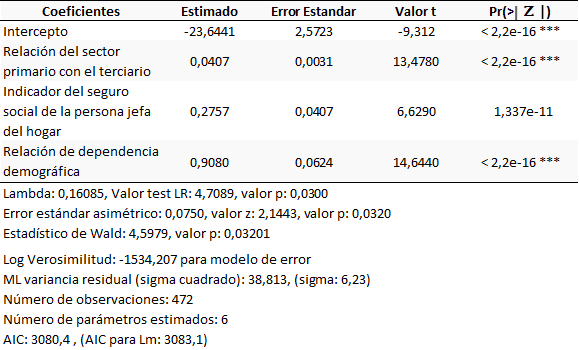 Coeficientes Estimado Error Estandar Valor t Pr(>| Z |)
Intercepto -23,6441 2,5723 -9,312 < 2,2e-16 ***
Relación del sector
primario con el terciario 0,0407 0,0031 13,4780 < 2,2e-16 ***
Indicador del seguro
social de la persona jefa 0,2757 0,0407 6,6290 1,337e-11
del hogar
Relación de dependencia
demográfica 0,9080 0,0624 14,6440 < 2,2e-16 ***
Lambda: 0,16085, Valor test LR: 4,7089, valor p: 0,0300
Error estándar asimétrico: 0,0750, valor z: 2,1443, valor p: 0,0320
Estadístico de Wald: 4,5979, valor p: 0,03201
Log Verosimilitud: -1534,207 para modelo de error
ML variancia residual (sigma cuadrado): 38,813, (sigma: 6,23)
Número de observaciones: 472
Número de parámetros estimados: 6
AIC: 3080,4 , (AIC para Lm: 3083,1)